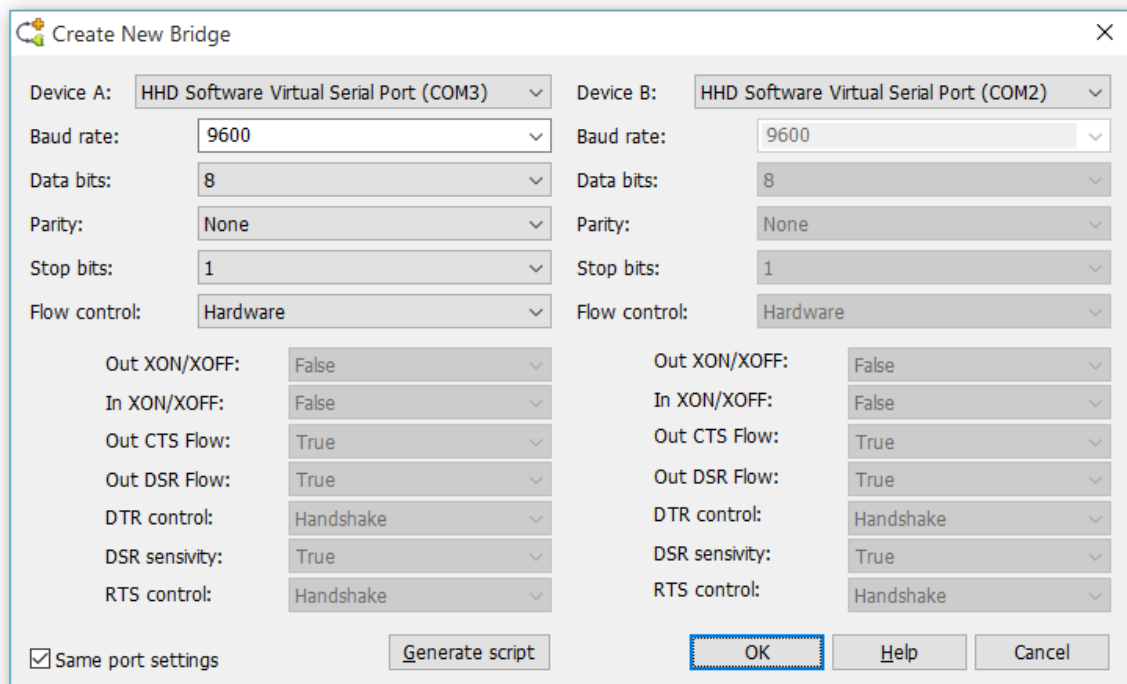 Create New Bridge
Device A: HHD Software Virtual Serial Port (COM3) Device B: HHD Software Virtual Serial Port (COM2)
Baud rate: 9600 Baud rate: 9600
Data bits: 8 Data bits: 8
Parity: None Parity: None
Stop bits: 1 Stop bits: 1
Flow control: Hardware Flow control: Hardware
Out XON/XOFF: False Out XON/XOFF: False
In XON/XOFF: False In XON/XOFF: False
Out CTS Flow: True Out CTS Flow: True
Out DSR Flow: True Out DSR Flow: True
DTR control: Handshake DTR control: Handshake
DSR sensivity: True DSR sensivity: True
RTS control: Handshake RTS control: Handshake
Same port settings Generate script OK Help Cancel